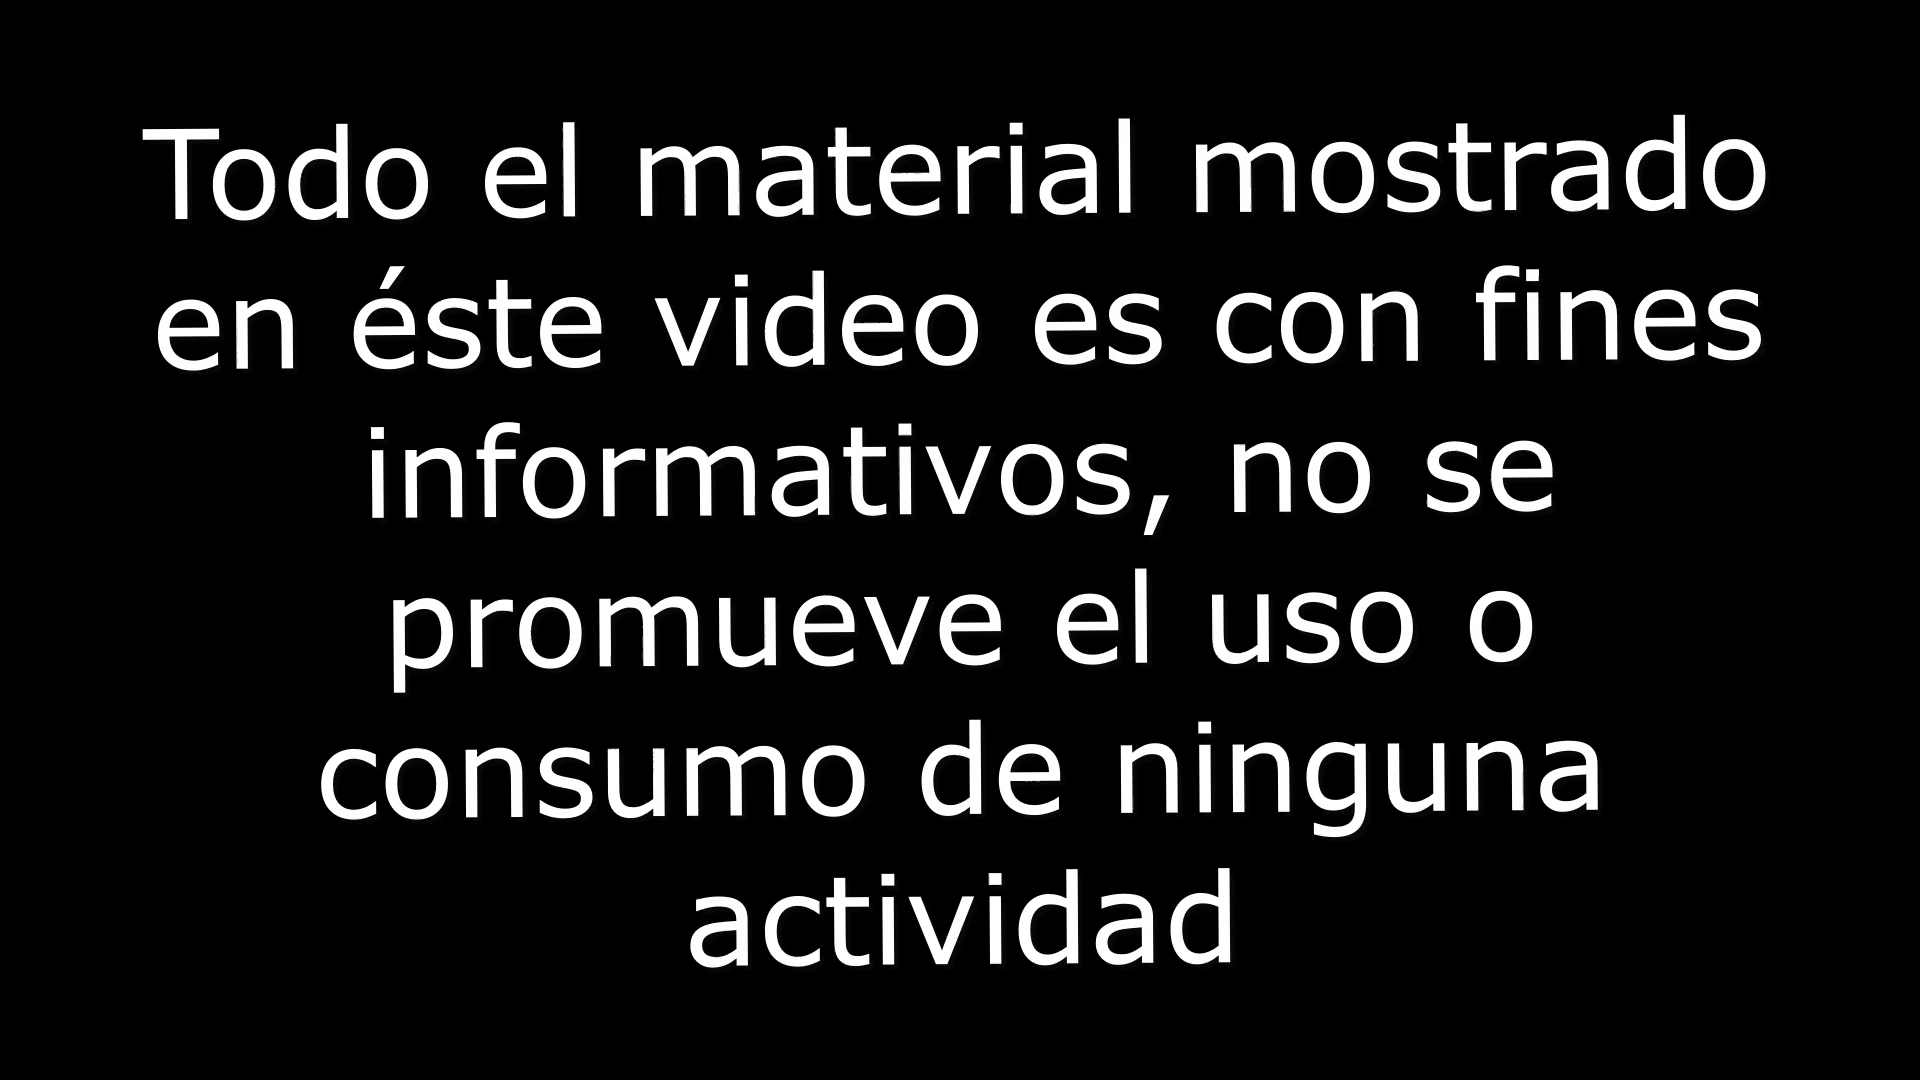 Todo el material mostrado
en éste video es con fines
informativos, no se
promueve el uso o
consumo de ninguna
actividad